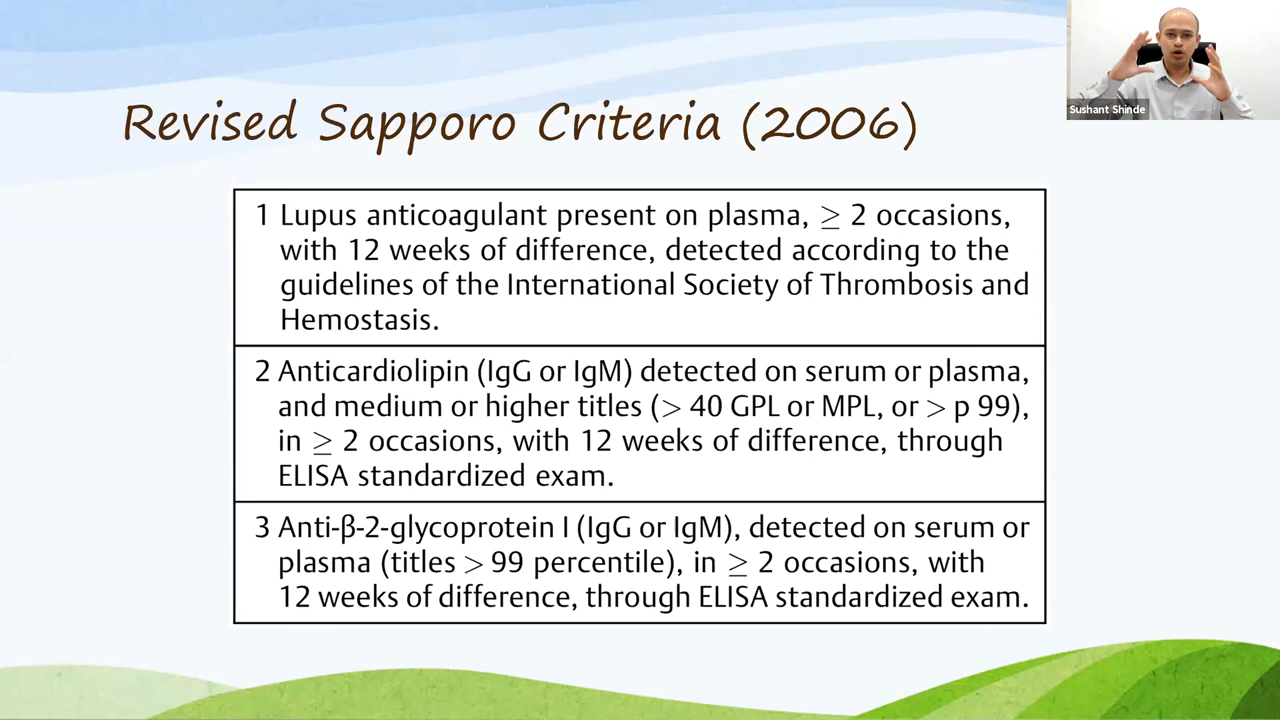 Sushant Shinde
Revised Sapporo Criteria (2006)
1 Lupus anticoagulant present on plasma, ≥ 2 occasions,
with 12 weeks of difference, detected according to the
guidelines of the International Society of Thrombosis and
Hemostasis.
2 Anticardiolipin (IgG or IgM) detected on serum or plasma,
and medium or higher titles (> 40 GPL or MPL, or > p 99),
in ≥ 2 occasions, with 12 weeks of difference, through
ELISA standardized exam.
3 Anti-β-2-glycoprotein I (IgG or IgM), detected on serum or
plasma (titles > 99 percentile), in ≥ 2 occasions, with
12 weeks of difference, through ELISA standardized exam.